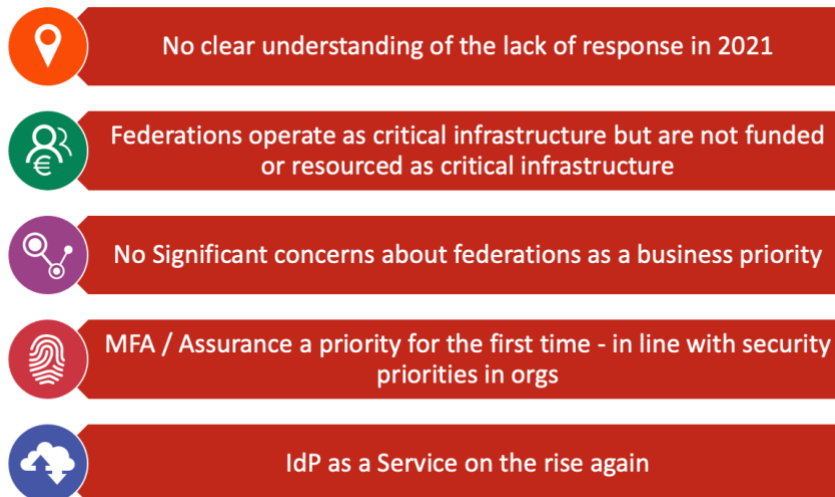 No clear understanding of the lack of response in 2021
Federations operate as critical infrastructure but are not funded
or resourced as critical infrastructure
No Significant concerns about federations as a business priority
MFA / Assurance a priority for the first time - in line with security
priorities in orgs
IdP as a Service on the rise again